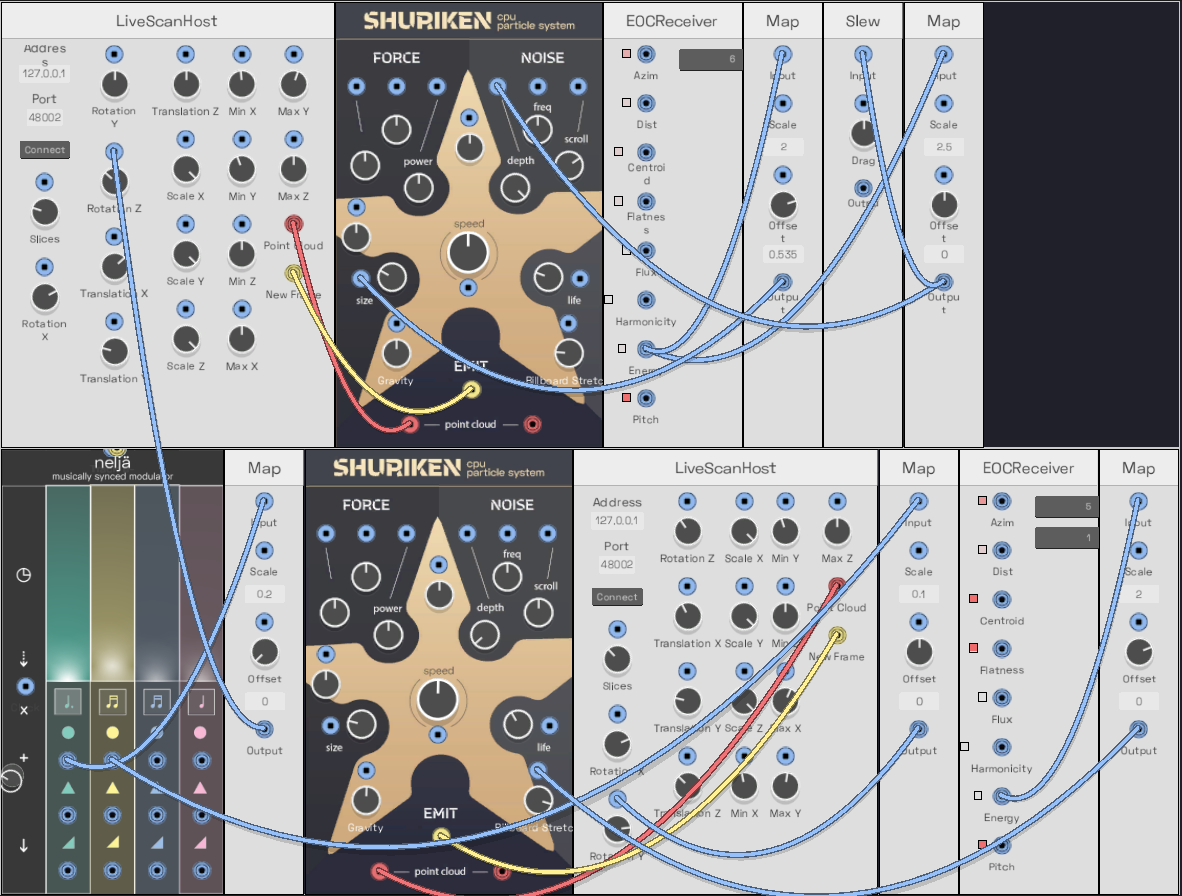 LiveScanHost
Addres
s
127.0.0.1
Port
48002
Connect
Slices
Rotation
X
Rotation
Y
Rotation Z
Translation X
Translation
Translation Z
Scale X
Scale Y
Scale Z
Min X
Min Y
Min Z
Max X
Max Y
Max Z
Point Cloud
New Frame
SHURIKEN cpu
particle system
FORCE
NOISE
freq
scroll
power
depth
speed
size
life
Gravity
EMIT
Billboard Stretc
point cloud
EOCReceiver
6
Azim
Dist
Centroi
d
Flatnes
s
Flux
Harmonicity
Energy
Pitch
Map
Input
Scale
2
Offse
t
0.535
Outpu
t
Slew
Input
Drag
Output
Map
Input
Scale
2.5
Offse
t
0
Outpu
t
neljä
musically synced modulator
x
+
Map
Input
Scale
0.2
Offset
0
Output
SHURIKEN cpu
particle system
FORCE
NOISE
freq
scroll
power
depth
speed
size
life
Gravity
EMIT
Billboard Stretc
point cloud
LiveScanHost
Address
127.0.0.1
Port
48002
Connect
Slices
Rotation X
Rotation Y
Rotation Z
Translation X
Translation Y
Translation Z
Scale X
Scale Y
Scale Z
Min X
Min Y
Min Z
Max X
Max Y
Max Z
Point Cloud
New Frame
Map
Input
Scale
0.1
Offset
0
Output
EOCReceiver
6
1
Azim
Dist
Centroid
Flatness
Flux
Harmonicity
Energy
Pitch
Map
Input
Scale
2
Offset
0
Output